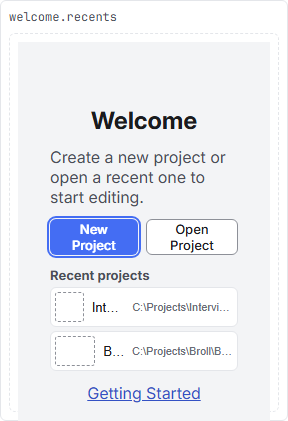 welcome.recents
Welcome
Create a new project or
open a recent one to
start editing.
New
Project
Open
Project
Recent projects
Int... C:\Projects\Intervi...
B... C:\Projects\Broll\B...
Getting Started